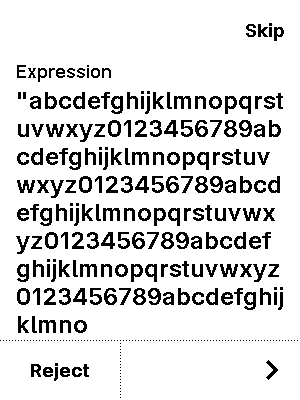 Skip
Expression
"abcdefghijklmnopqrst
uvwxyz0123456789ab
cdefghijklmnopqrstuv
wxyz0123456789abcd
efghijklmnopqrstuvwx
yz0123456789abcdef
ghijklmnopqrstuvwxyz
0123456789abcdefghij
klmno
Reject